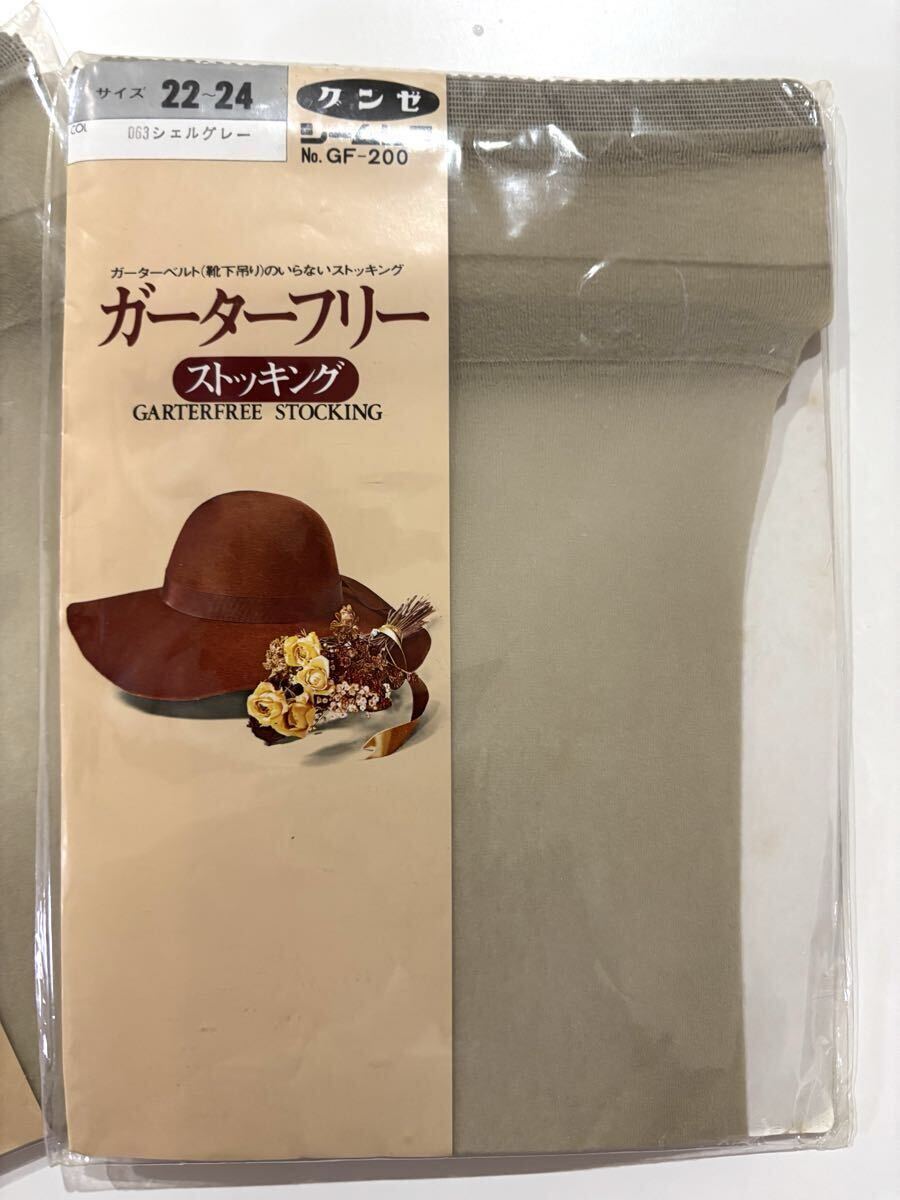 サイズ 22~24
COL
063シェルグレー
グンゼ
No. GF-200
ガーターベルト(靴下吊り)のいらないストッキング
ガーターフリー
ストッキング
GARTERFREE STOCKING